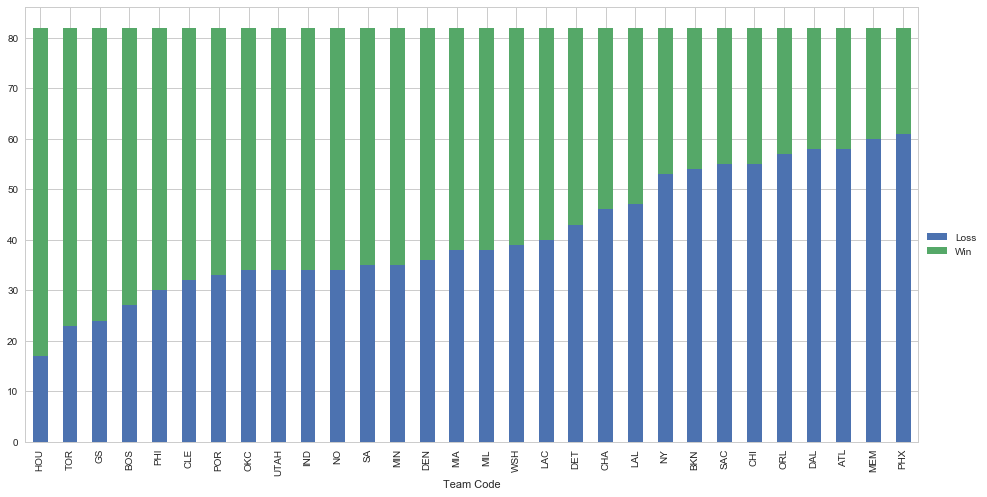 80
70
60
50
40
30
20
10
0
HOU TOR GS BOS PHI CLE POR OKC UTAH IND NO SA MIN DEN MIA MIL WSH LAC DET CHA LAL NY BKN SAC CHI ORL DAL ATL MEM PHX
Team Code
Loss
Win